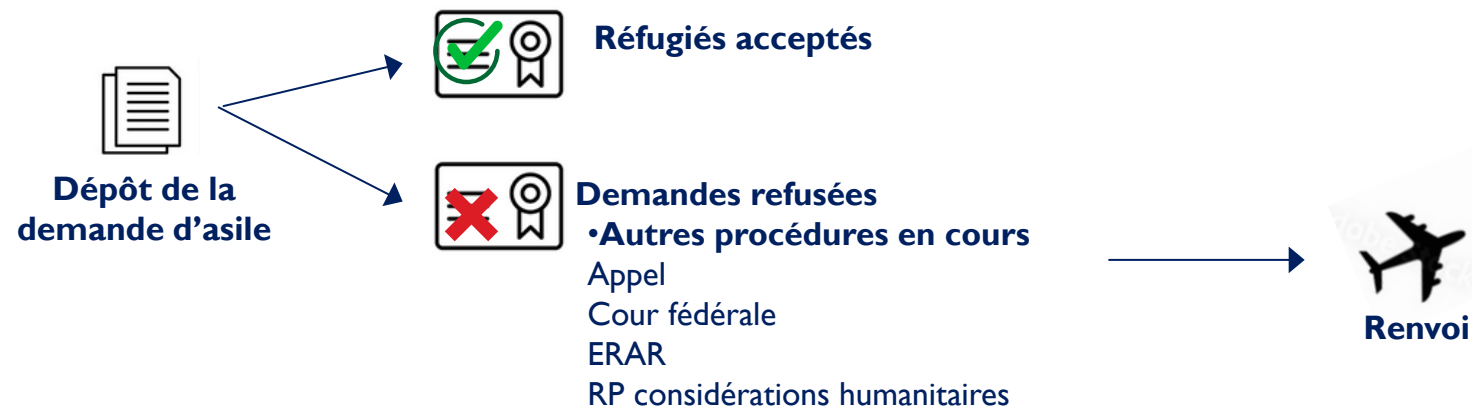 Réfugiés acceptés
Dépôt de la
demande d’asile
Demandes refusées
•Autres procédures en cours
Appel
Cour fédérale
ERAR
RP considérations humanitaires
Renvoi